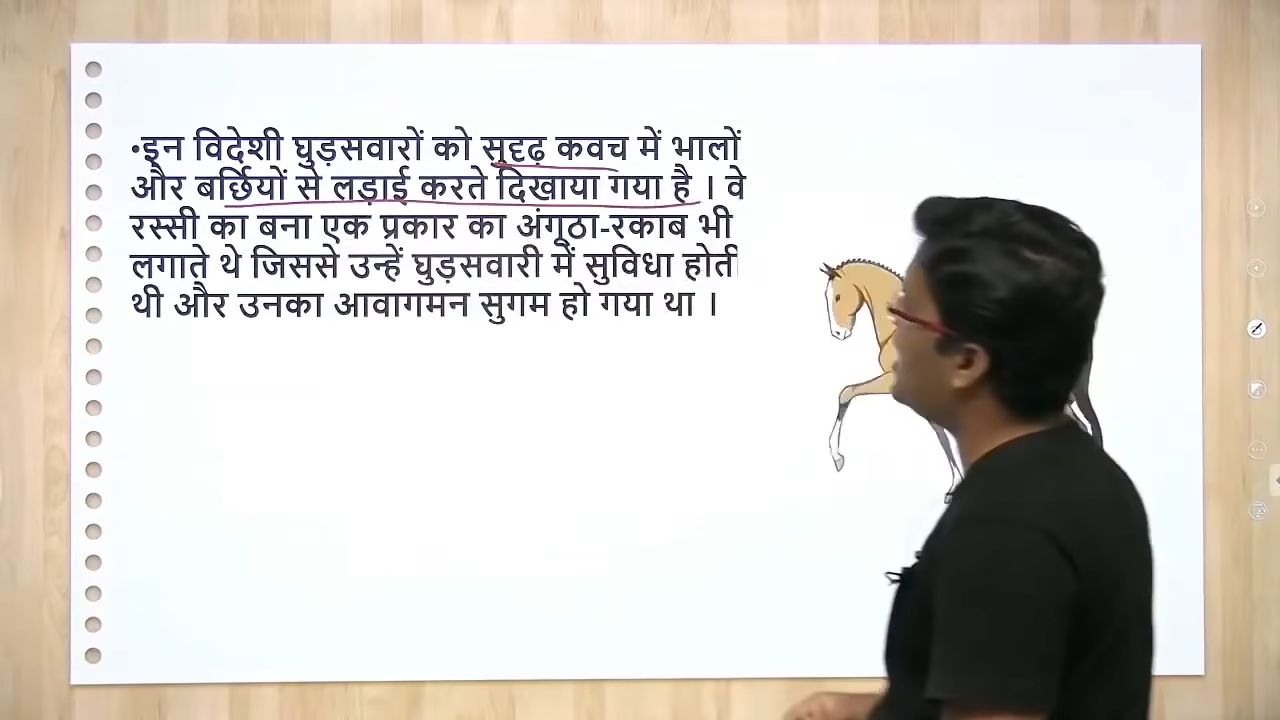 •इन विदेशी घुड़सवारों को सुदृढ़ कवच में भालों
और बर्छियों से लड़ाई करते दिखाया गया है । वे
रस्सी का बना एक प्रकार का अंगूठा-रकाब भी
लगाते थे जिससे उन्हें घुड़सवारी में सुविधा होती
थी और उनका आवागमन सुगम हो गया था ।